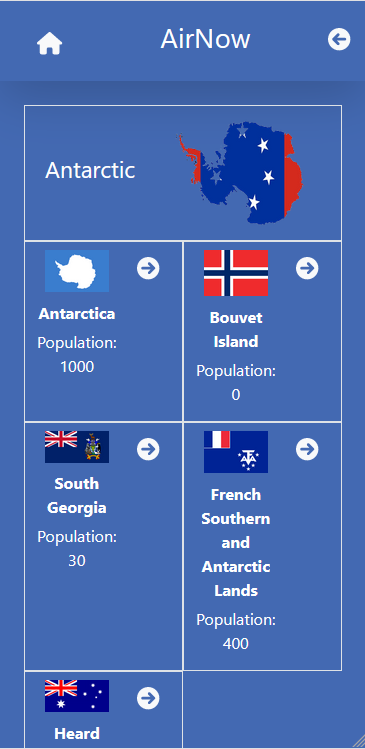 AirNow
Antarctic
Antarctica
Population:
1000
Bouvet
Island
Population:
0
South
Georgia
Population:
30
French
Southern
and
Antarctic
Lands
Population:
400
Heard